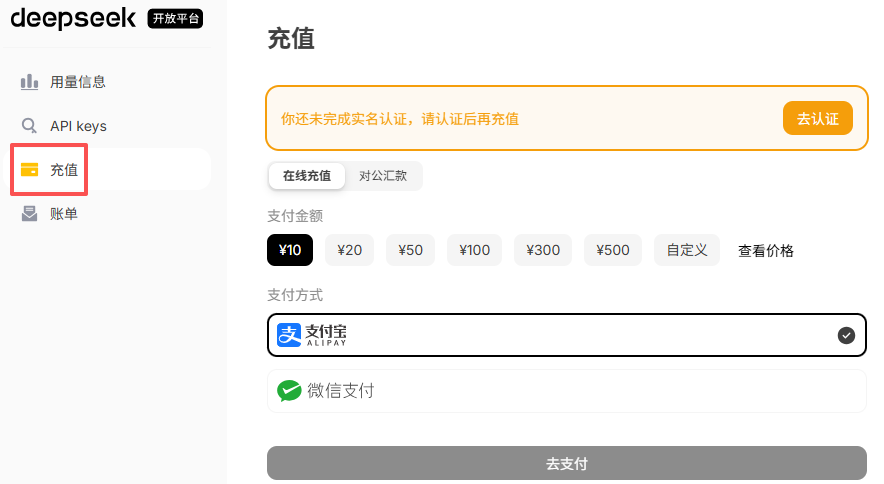 deepseek 开放平台
用量信息
API keys
充值
账单
充值
你还未完成实名认证，请认证后再充值 去认证
在线充值 对公汇款
支付金额
¥10 ¥20 ¥50 ¥100 ¥300 ¥500 自定义 查看价格
支付方式
支付宝
ALIPAY
微信支付
去支付